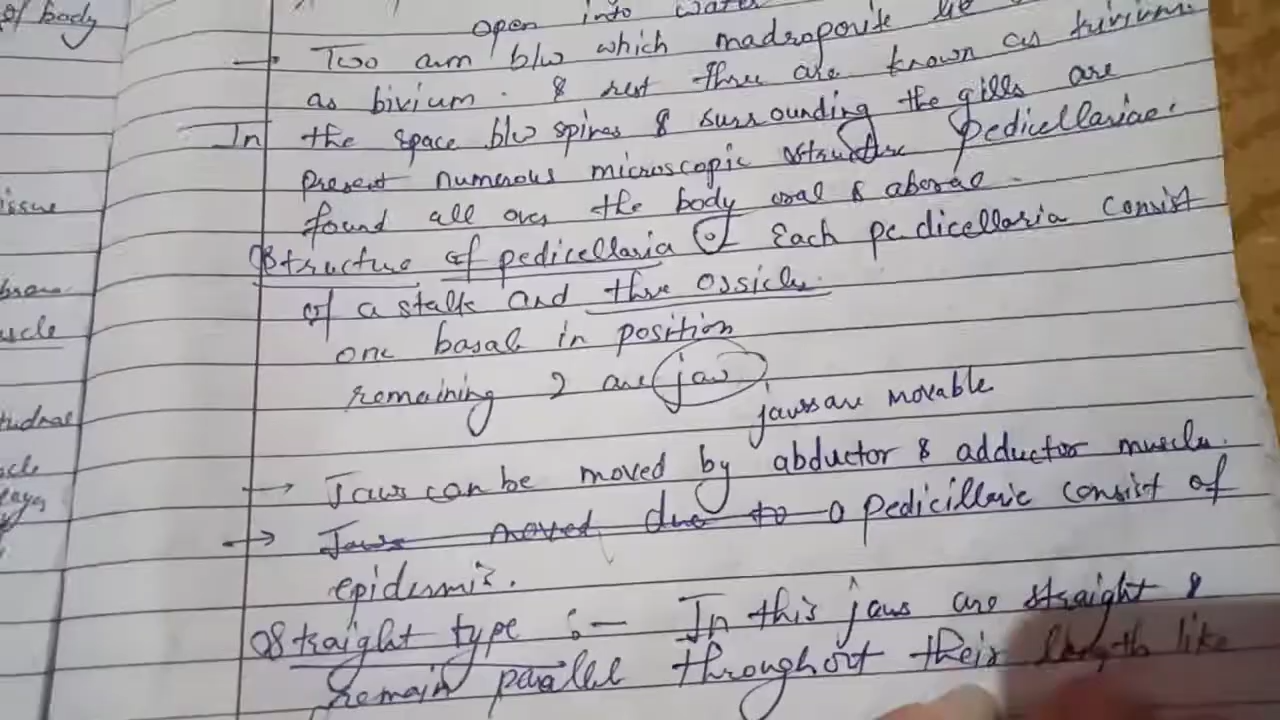 of body
open into water
→ Two arm b/w which madreporite lie
as bivium. & rest three are known as trivium.
In the space b/w spines & surrounding the gills are
present numerous microscopic structure pedicellariae.
found all over the body oral & aboral
Structure of pedicellaria Each pedicellaria consist
of a stalk and three ossicles.
one basal in position
remaining 2 are jaw
jaws are movable
→ Jaws can be moved by abductor & adductor muscle.
→ Jaws moved due to pedicillarie consist of
epidermis.
Straight type :- In this jaws are straight &
remain parallel throughout their length like